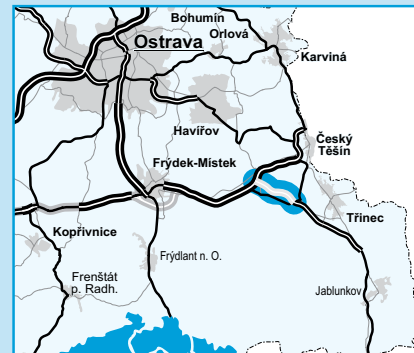 Bohumín
Ostrava
Orlová
Karviná
Havířov
Český
Těšín
Frýdek-Místek
Třinec
Kopřivnice
Frýdlant n. O.
Frenštát
p. Radh.
Jablunkov